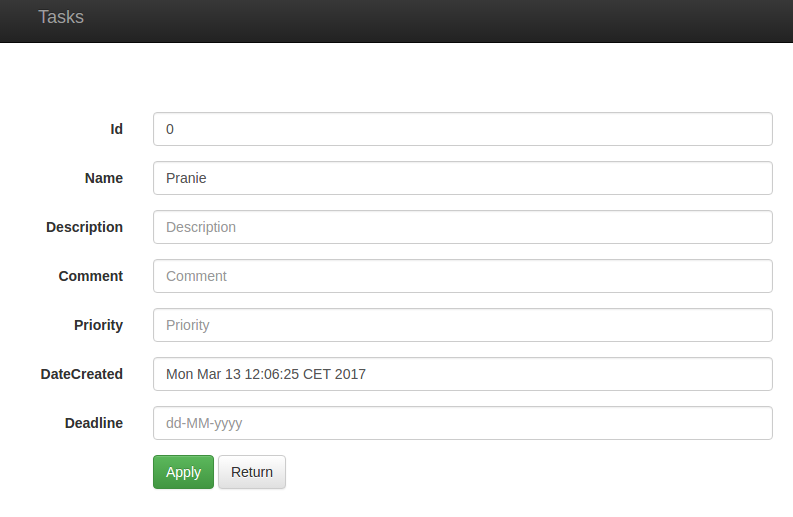 Tasks
Id 0
Name Pranie
Description Description
Comment Comment
Priority Priority
DateCreated Mon Mar 13 12:06:25 CET 2017
Deadline dd-MM-yyyy
Apply Return